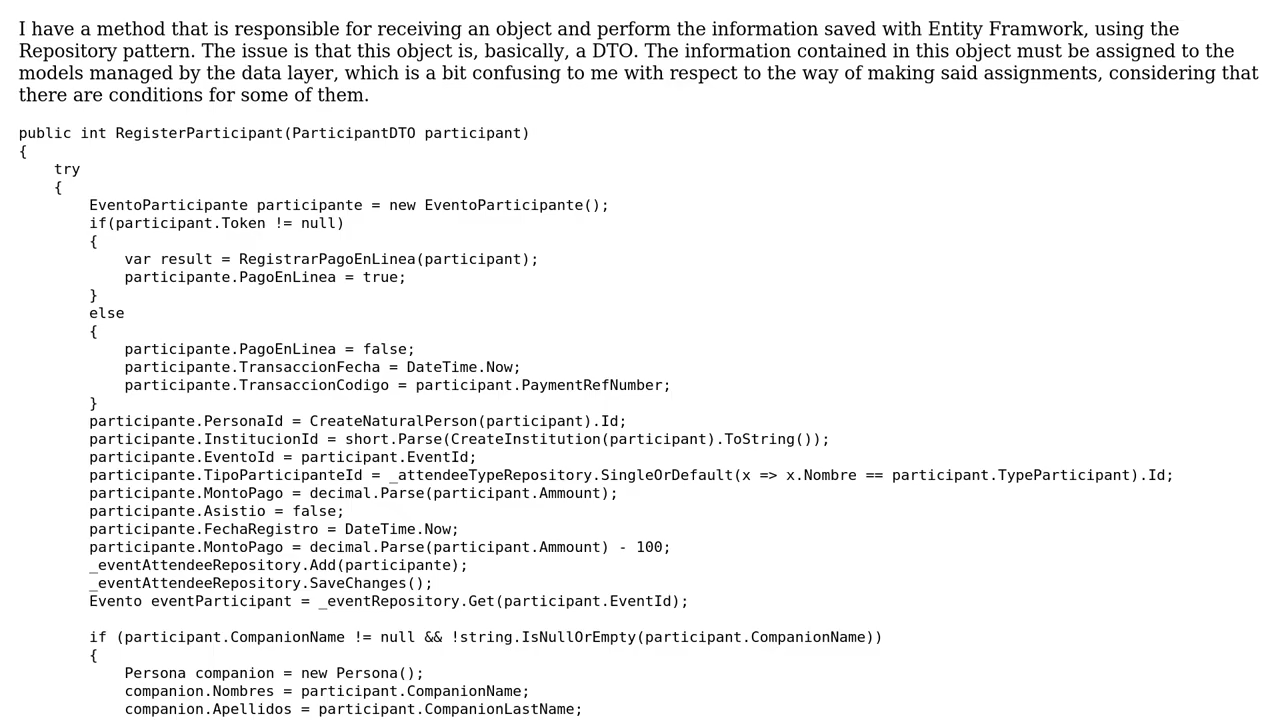 I have a method that is responsible for receiving an object and perform the information saved with Entity Framwork, using the
Repository pattern. The issue is that this object is, basically, a DTO. The information contained in this object must be assigned to the
models managed by the data layer, which is a bit confusing to me with respect to the way of making said assignments, considering that
there are conditions for some of them.
public int RegisterParticipant(ParticipantDTO participant)
{
    try
    {
        EventoParticipante participante = new EventoParticipante();
        if(participant.Token != null)
        {
            var result = RegistrarPagoEnLinea(participant);
            participante.PagoEnLinea = true;
        }
        else
        {
            participante.PagoEnLinea = false;
            participante.TransaccionFecha = DateTime.Now;
            participante.TransaccionCodigo = participant.PaymentRefNumber;
        }
        participante.PersonaId = CreateNaturalPerson(participant).Id;
        participante.InstitucionId = short.Parse(CreateInstitution(participant).ToString());
        participante.EventoId = participant.EventId;
        participante.TipoParticipanteId = _attendeeTypeRepository.SingleOrDefault(x => x.Nombre == participant.TypeParticipant).Id;
        participante.MontoPago = decimal.Parse(participant.Ammount);
        participante.Asistio = false;
        participante.FechaRegistro = DateTime.Now;
        participante.MontoPago = decimal.Parse(participant.Ammount) - 100;
        _eventAttendeeRepository.Add(participante);
        _eventAttendeeRepository.SaveChanges();
        Evento eventParticipant = _eventRepository.Get(participant.EventId);
        if (participant.CompanionName != null && !string.IsNullOrEmpty(participant.CompanionName))
        {
            Persona companion = new Persona();
            companion.Nombres = participant.CompanionName;
            companion.Apellidos = participant.CompanionLastName;